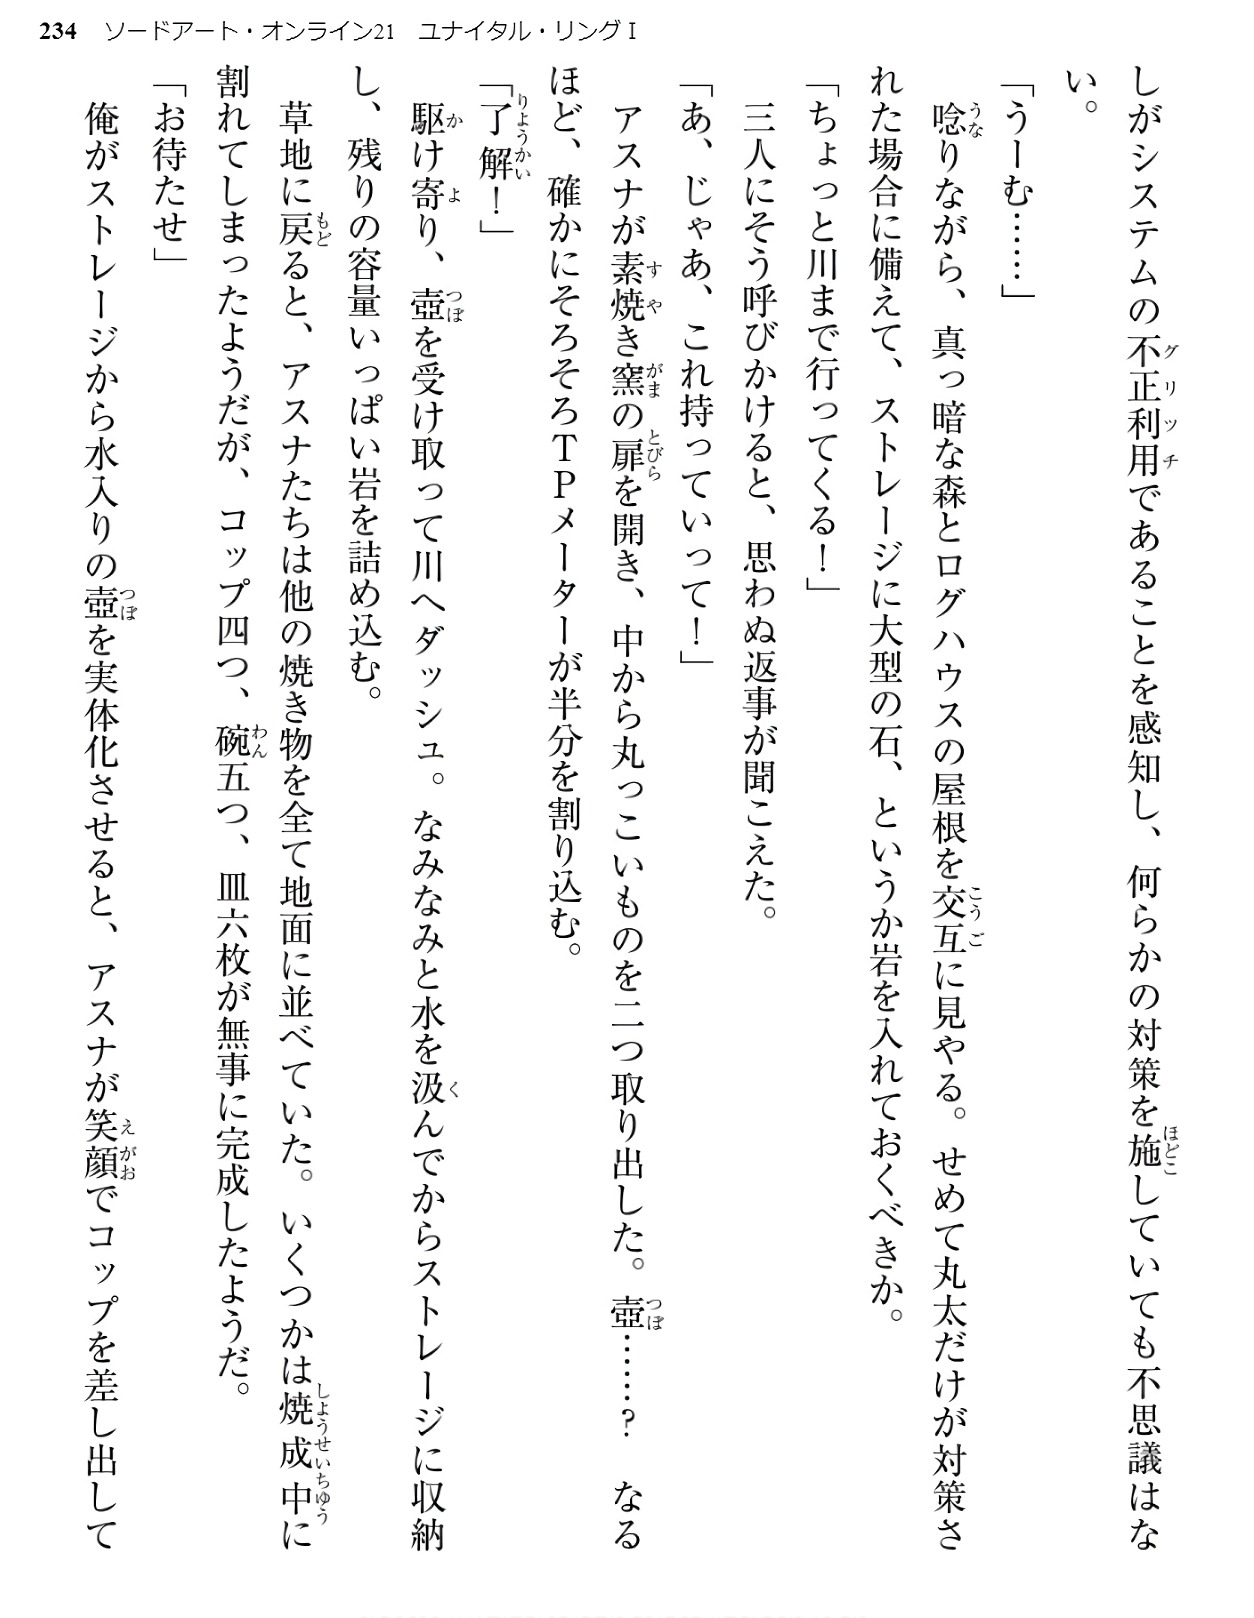 234 ソードアート・オンライン21 ユナイタル・リングⅠ
しがシステムの不正利用であることを感知し、何らかの対策を施していても不思議はな
い。
「うーむ……」
唸りながら、真っ暗な森とログハウスの屋根を交互に見やる。せめて丸太だけが対策さ
れた場合に備えて、ストレージに大型の石、というか岩を入れておくべきか。
「ちょっと川まで行ってくる！」
三人にそう呼びかけると、思わぬ返事が聞こえた。
「あ、じゃあ、これ持っていって！」
アスナが素焼き窯の扉を開き、中から丸っこいものを二つ取り出した。壺……？　なる
ほど、確かにそろそろＴＰメーターが半分を割り込む。
「了解！」
駆け寄り、壺を受け取って川へダッシュ。なみなみと水を汲んでからストレージに収納
し、残りの容量いっぱい岩を詰め込む。
草地に戻ると、アスナたちは他の焼き物を全て地面に並べていた。いくつかは焼成中に
割れてしまったようだが、コップ四つ、碗五つ、皿六枚が無事に完成したようだ。
「お待たせ」
俺がストレージから水入りの壺を実体化させると、アスナが笑顔でコップを差し出して